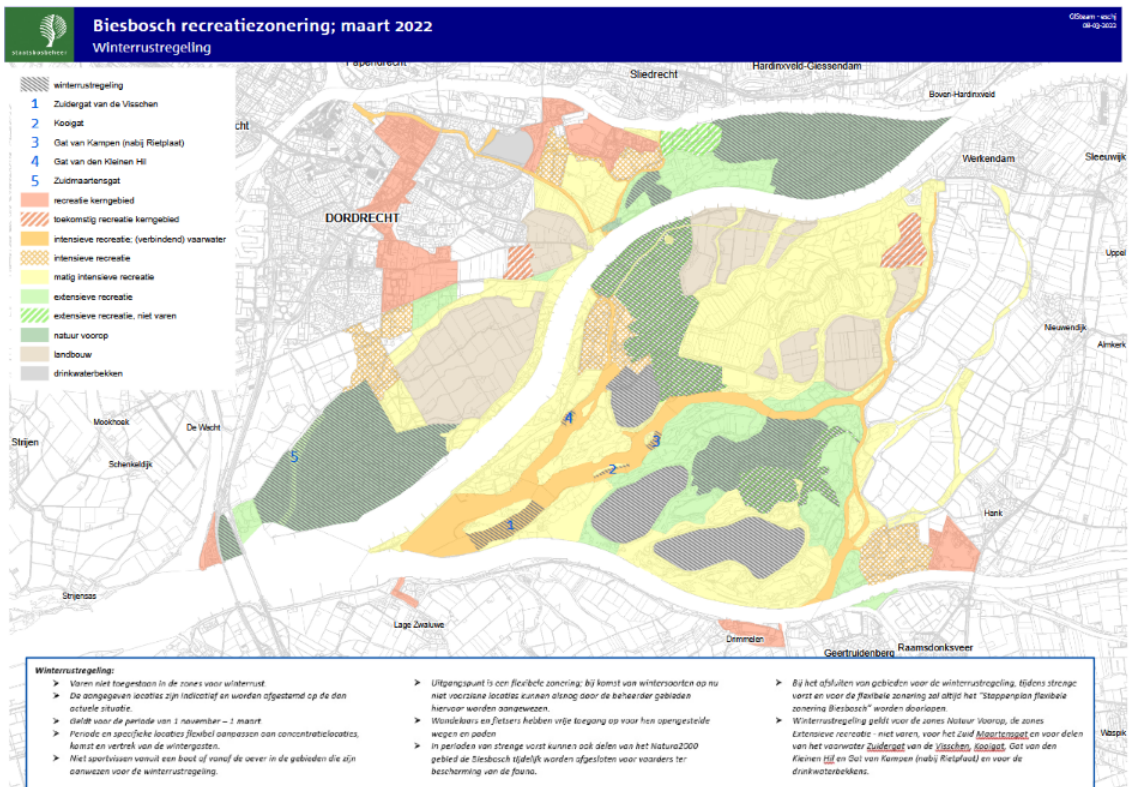 Biesbosch recreatiezonering; maart 2022
Winterrustregeling
GISteam - eschj
08-03-2022
staatsbosbeheer
winterrustregeling
1 Zuidergat van de Visschen
2 Kooigat
3 Gat van Kampen (nabij Rietplaat)
4 Gat van den Kleinen Hil
5 Zuidmaartensgat
recreatie kerngebied
toekomstig recreatie kerngebied
intensieve recreatie: (verbindend) vaarwater
intensieve recreatie
matig intensieve recreatie
extensieve recreatie
extensieve recreatie, niet varen
natuur voorop
landbouw
drinkwaterbekken
Papendrecht
Sliedrecht
Hardinxveld-Giessendam
Boven-Hardinxveld
cht
Werkendam
Sleeuwijk
DORDRECHT
Uppel
Nieuwendijk
Almkerk
Mookhoek
De Wacht
Strijen
Schenkeldijk
4
3
5
2
1
Hank
Strijensas
Lage Zwaluwe
Drimmelen
Geertruidenberg
Raamsdonksveer
Waspik
Winterrustregeling:
➤ Varen niet toegestaan in de zones voor winterrust.
➤ De aangegeven locaties zijn indicatief en worden afgestemd op de dan
actuele situatie.
➤ Geldt voor de periode van 1 november – 1 maart
➤ Periode en specifieke locaties flexibel aanpassen aan concentratielocaties,
komst en vertrek van de wintergasten.
➤ Niet sportvissen vanuit een boot of vanaf de oever in de gebieden die zijn
aanwezen voor de winterrustregeling.
➤ Uitgangspunt is een flexibele zonering; bij komst van wintersoorten op nu
niet voorziene locaties kunnen alsnog door de beheerder gebieden
hiervoor worden aangewezen.
➤ Wandelaars en fietsers hebben vrije toegang op voor hen opengestelde
wegen en paden
➤ In perioden van strenge vorst kunnen ook delen van het Natura2000
gebied de Biesbosch tijdelijk worden afgesloten voor vaarders ter
bescherming van de fauna.
➤ Bij het afsluiten van gebieden voor de winterrustregeling, tijdens strenge
vorst en voor de flexibele zonering zal altijd het "Stappenplan flexibele
zonering Biesbosch" worden doorlopen.
➤ Winterrustregeling geldt voor de zones Natuur Voorop, de zones
Extensieve recreatie - niet varen, voor het Zuid Maartensgat en voor delen
van het vaarwater Zuidergat van de Visschen, Kooigat, Gat van den
Kleinen Hil en Gat van Kampen (nabij Rietplaat) en voor de
drinkwaterbekkens.